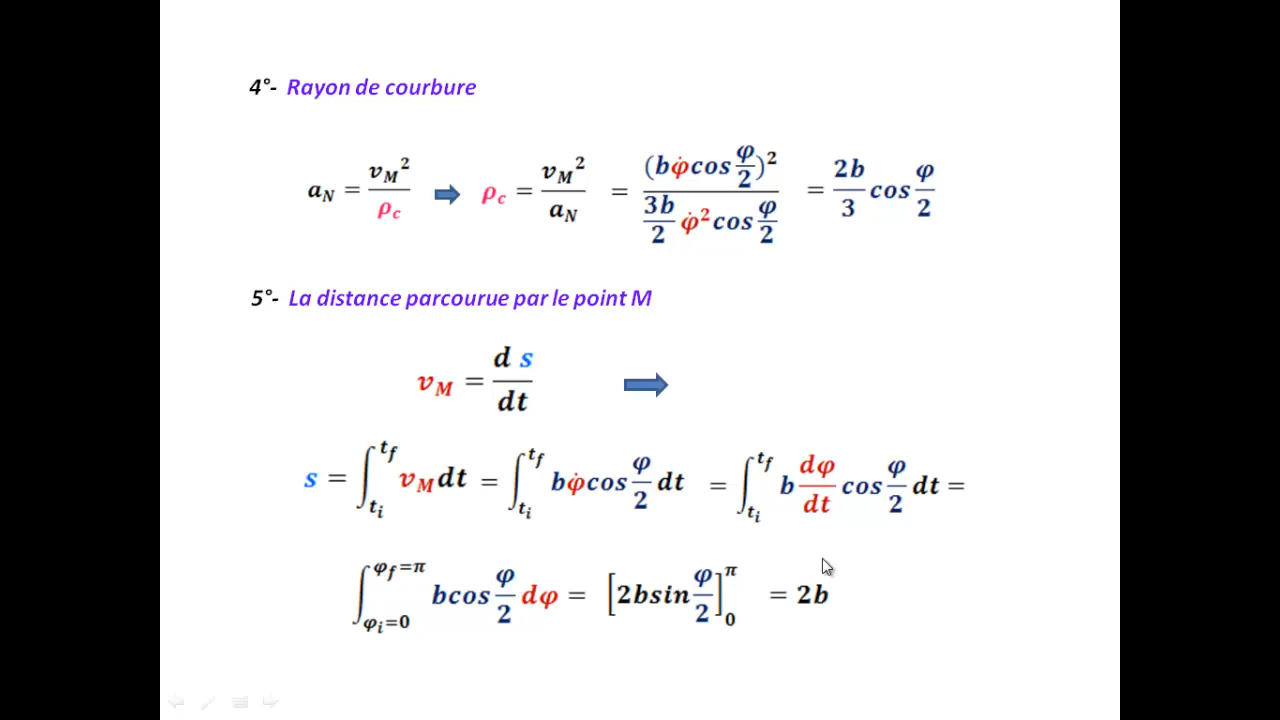 4°- Rayon de courbure
a_N = v_M²/ρ_c ⇒ ρ_c = v_M²/a_N = (bφ̇cos φ/2)² / (3b/2 φ̇²cos φ/2) = 2b/3 cos φ/2
5°- La distance parcourue par le point M
v_M = d s/dt ⇒
s = ∫_{t_i}^{t_f} v_M dt = ∫_{t_i}^{t_f} bφ̇cos φ/2 dt = ∫_{t_i}^{t_f} b dφ/dt cos φ/2 dt =
∫_{φ_i=0}^{φ_f=π} bcos φ/2 dφ = [2bsin φ/2]_0^π = 2b